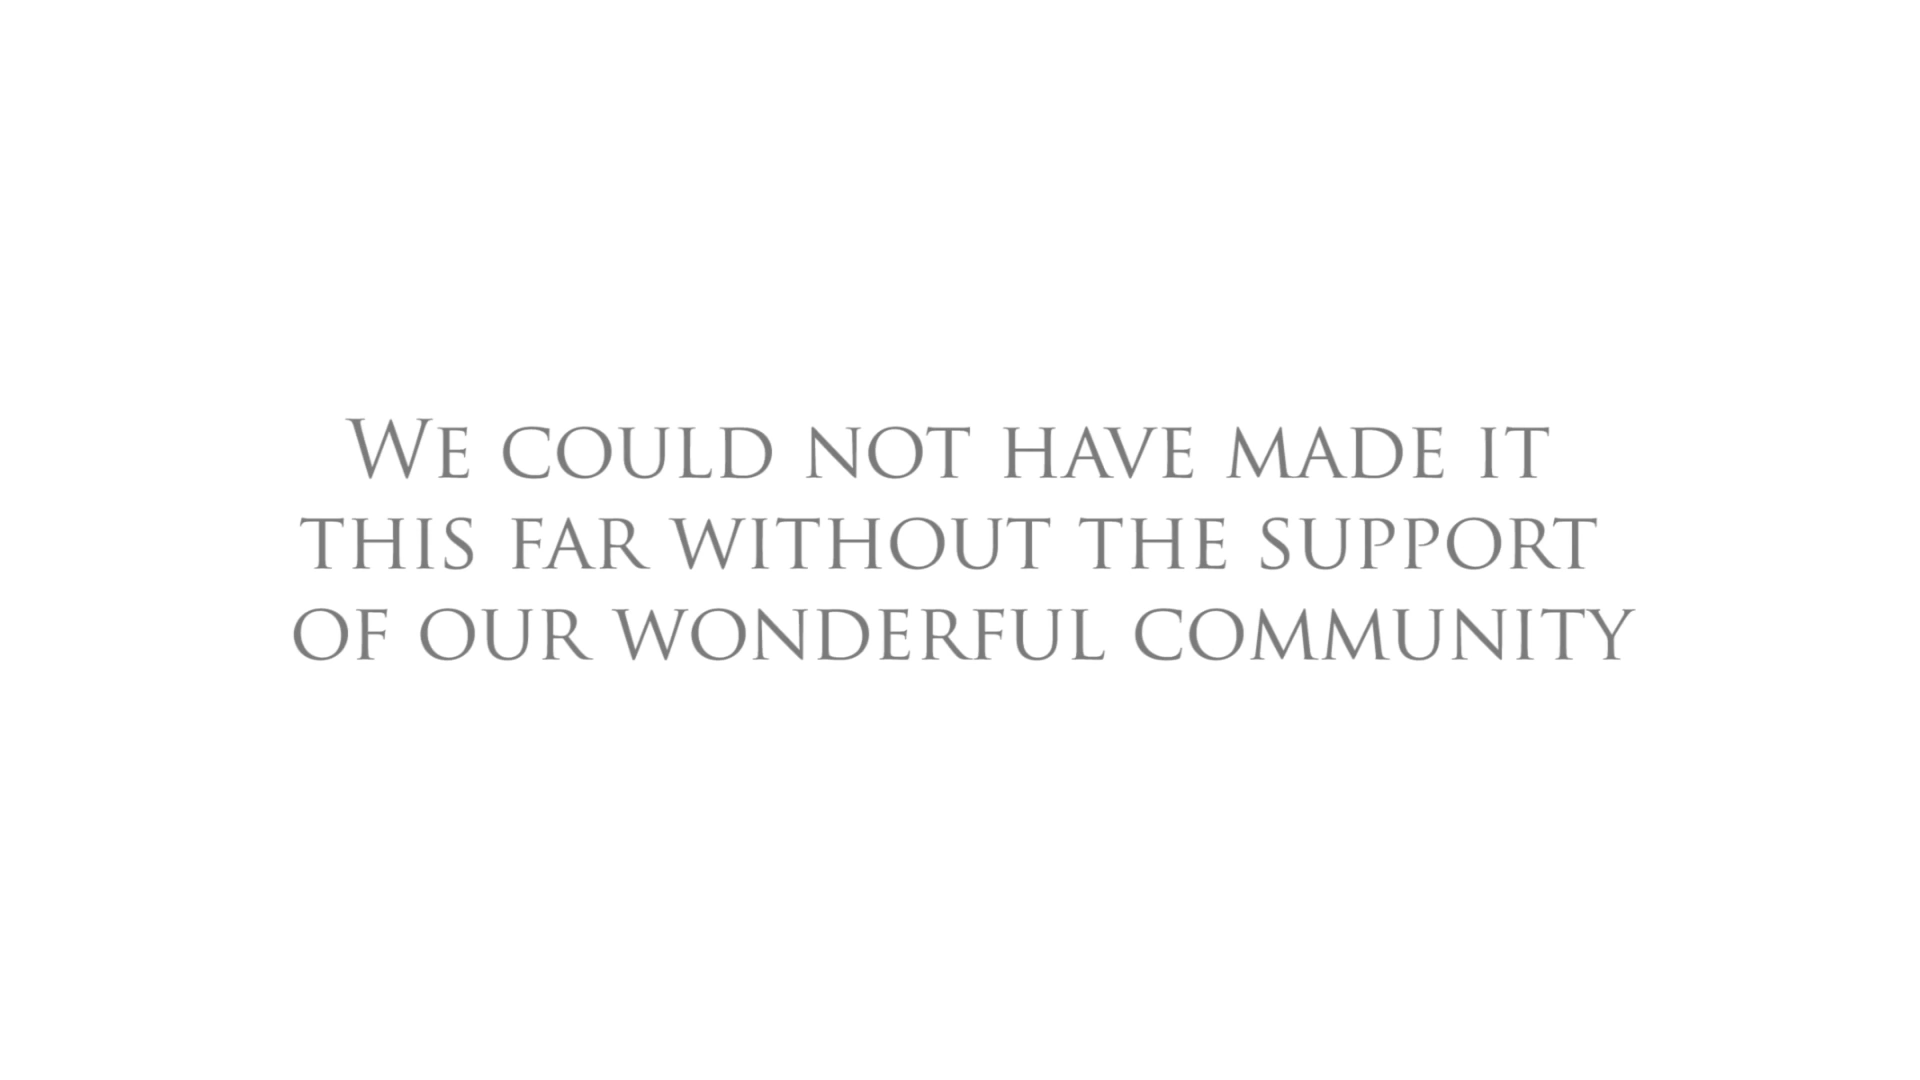 We could not have made it
this far without the support
of our wonderful community